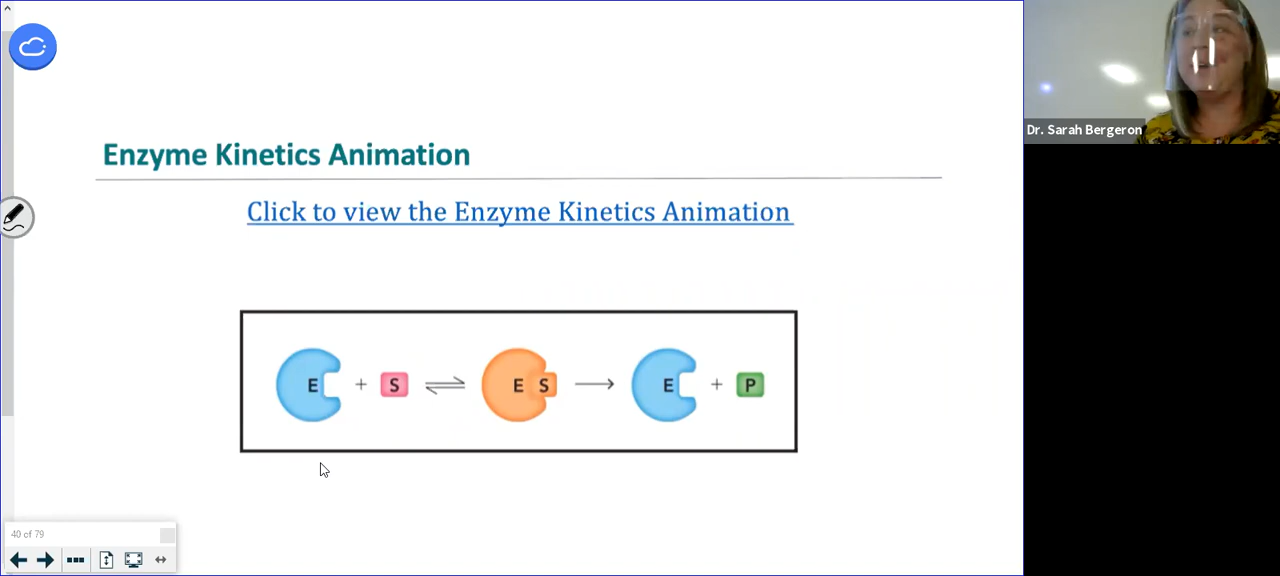 Enzyme Kinetics Animation
Click to view the Enzyme Kinetics Animation
E + S ⇌ E S → E + P
40 of 79
Dr. Sarah Bergeron